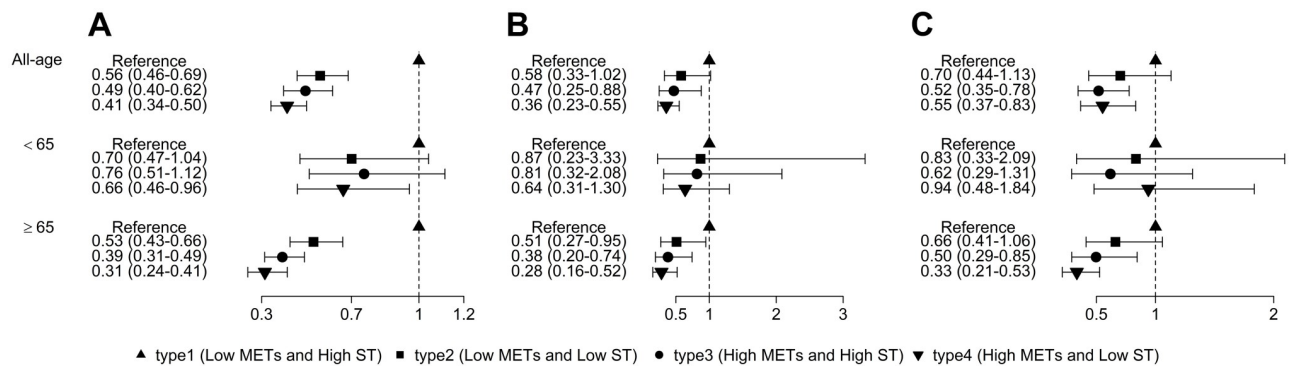 A B C
All-age Reference Reference Reference
0.56 (0.46-0.69) 0.58 (0.33-1.02) 0.70 (0.44-1.13)
0.49 (0.40-0.62) 0.47 (0.25-0.88) 0.52 (0.35-0.78)
0.41 (0.34-0.50) 0.36 (0.23-0.55) 0.55 (0.37-0.83)
< 65 Reference Reference Reference
0.70 (0.47-1.04) 0.87 (0.23-3.33) 0.83 (0.33-2.09)
0.76 (0.51-1.12) 0.81 (0.32-2.08) 0.62 (0.29-1.31)
0.66 (0.46-0.96) 0.64 (0.31-1.30) 0.94 (0.48-1.84)
≥ 65 Reference Reference Reference
0.53 (0.43-0.66) 0.51 (0.27-0.95) 0.66 (0.41-1.06)
0.39 (0.31-0.49) 0.38 (0.20-0.74) 0.50 (0.29-0.85)
0.31 (0.24-0.41) 0.28 (0.16-0.52) 0.33 (0.21-0.53)
0.3 0.7 1 1.2 0.5 1 2 3 0.5 1 2
type1 (Low METs and High ST) type2 (Low METs and Low ST) type3 (High METs and High ST) type4 (High METs and Low ST)